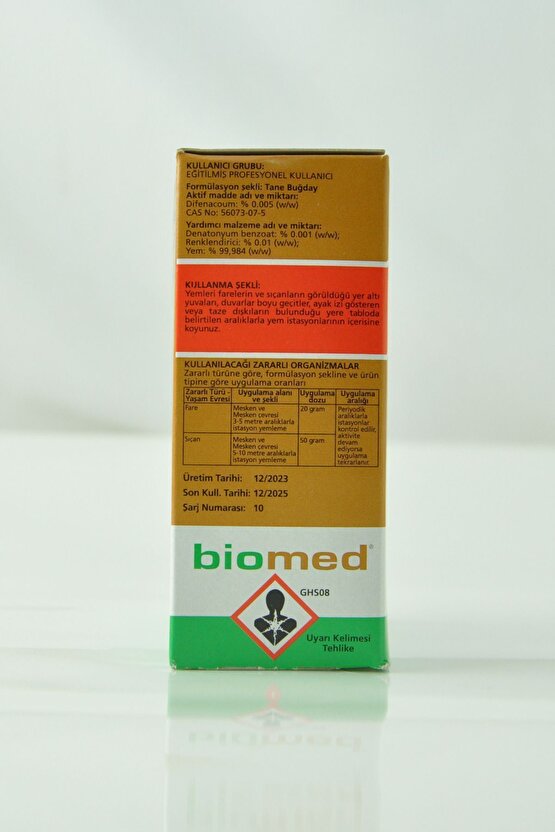 KULLANICI GRUBU:
EĞİTİLMİŞ PROFESYONEL KULLANICI
Formülasyon şekli: Tane Buğday
Aktif madde adı ve miktarı:
Difenacoum: % 0.005 (w/w)
CAS No: 56073-07-5
Yardımcı malzeme adı ve miktarı:
Denatonyum benzoat: % 0.001 (w/w);
Renklendirici: % 0.01 (w/w);
Yem: % 99,984 (w/w)
KULLANMA ŞEKLİ:
Yemleri farelerin ve sıçanların görüldüğü yer altı
yuvaları, duvarlar boyu geçitler, ayak izi gösteren
veya taze dışkıların bulunduğu yere tabloda
belirtilen aralıklarla yem istasyonlarının içerisine
koyunuz.
KULLANILACAĞI ZARARLI ORGANİZMALAR
Zararlı türüne göre, formülasyon şekline ve ürün
tipine göre uygulama oranları
Zararlı Türü - Uygulama alanı Uygulama Uygulama
Yaşam Evresi ve şekli dozu aralığı
Fare Mesken ve 20 gram Periyodik
Mesken çevresi aralıklarla
3-5 metre aralıklarla istasyonlar
istasyon yemleme kontrol edilir,
aktivite
Sıçan Mesken ve 50 gram devam
Mesken çevresi ediyorsa
5-10 metre aralıklarla uygulama
istasyon yemleme tekrarlanır.
Üretim Tarihi: 12/2023
Son Kull. Tarihi: 12/2025
Şarj Numarası: 10
biomed®
GHS08
Uyarı Kelimesi
Tehlike